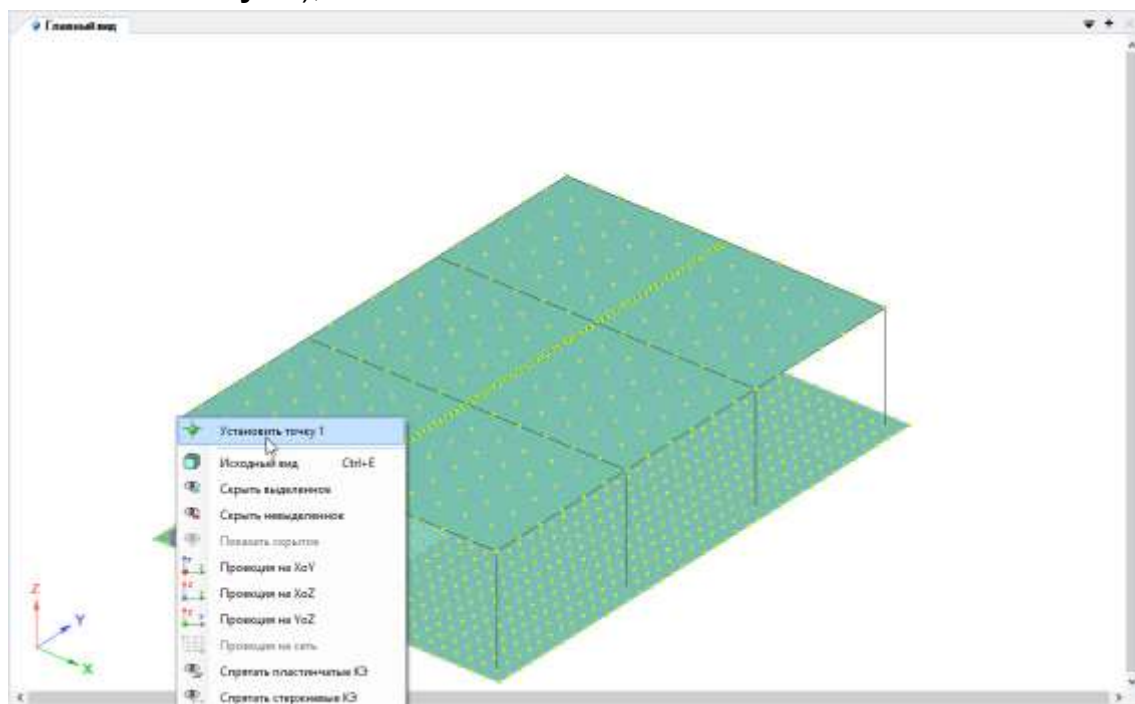 Главный вид
Установить точку 1
Исходный вид Ctrl+E
Скрыть выделенное
Скрыть невыделенное
Показать скрытое
Проекция на XoY
Проекция на XoZ
Проекция на YoZ
Проекция на сеть
Спрятать пластинчатые КЭ
Спрятать стержневые КЭ
Z
Y
X